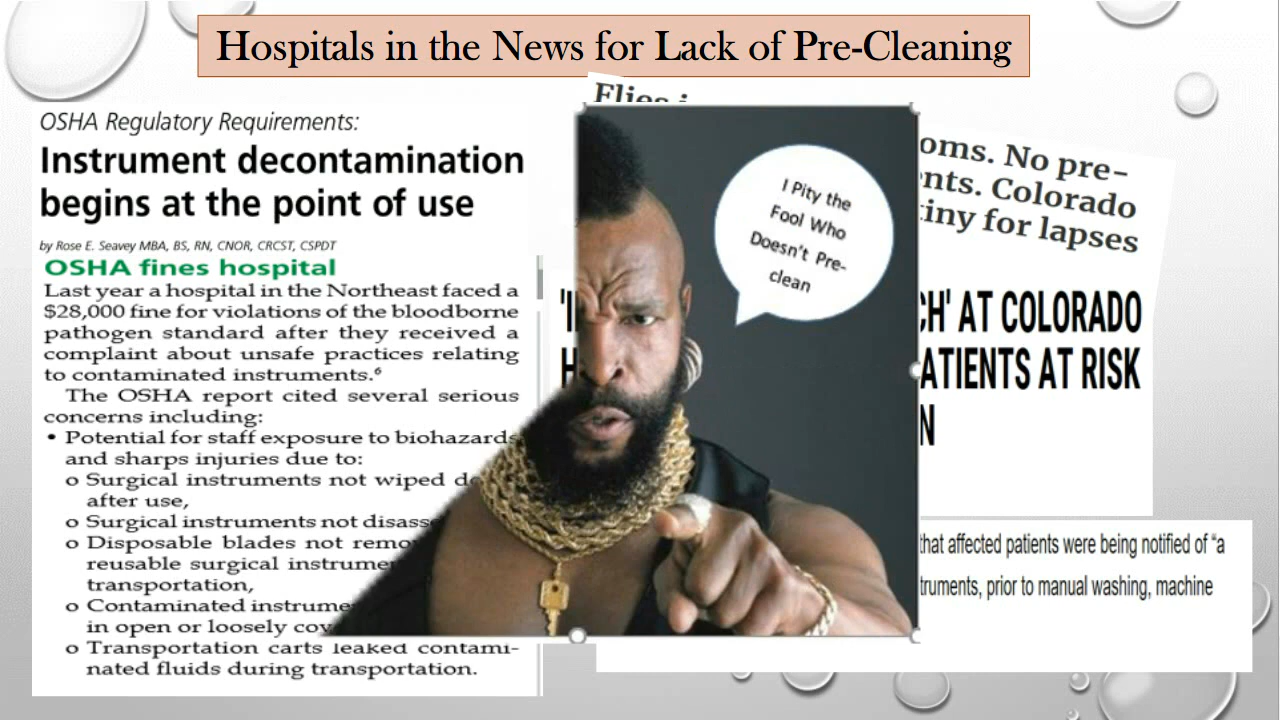 Hospitals in the News for Lack of Pre-Cleaning
OSHA Regulatory Requirements:
Instrument decontamination
begins at the point of use
by Rose E. Seavey MBA, BS, RN, CNOR, CRCST, CSPDT
OSHA fines hospital
Last year a hospital in the Northeast faced a
$28,000 fine for violations of the bloodborne
pathogen standard after they received a
complaint about unsafe practices relating
to contaminated instruments.⁶
The OSHA report cited several serious
concerns including:
• Potential for staff exposure to biohazards
and sharps injuries due to:
o Surgical instruments not wiped
after use,
o Surgical instruments not
o Disposable blades not
reusable surgical
transportation,
o Contaminated
in open or loosely
o Transportation carts leaked contami-
nated fluids during transportation.
I Pity the
Fool Who
Doesn't Pre-
clean
Flies
No pre-
Colorado
for lapses
AT COLORADO
AT RISK
that affected patients were being notified of “a
prior to manual washing, machine